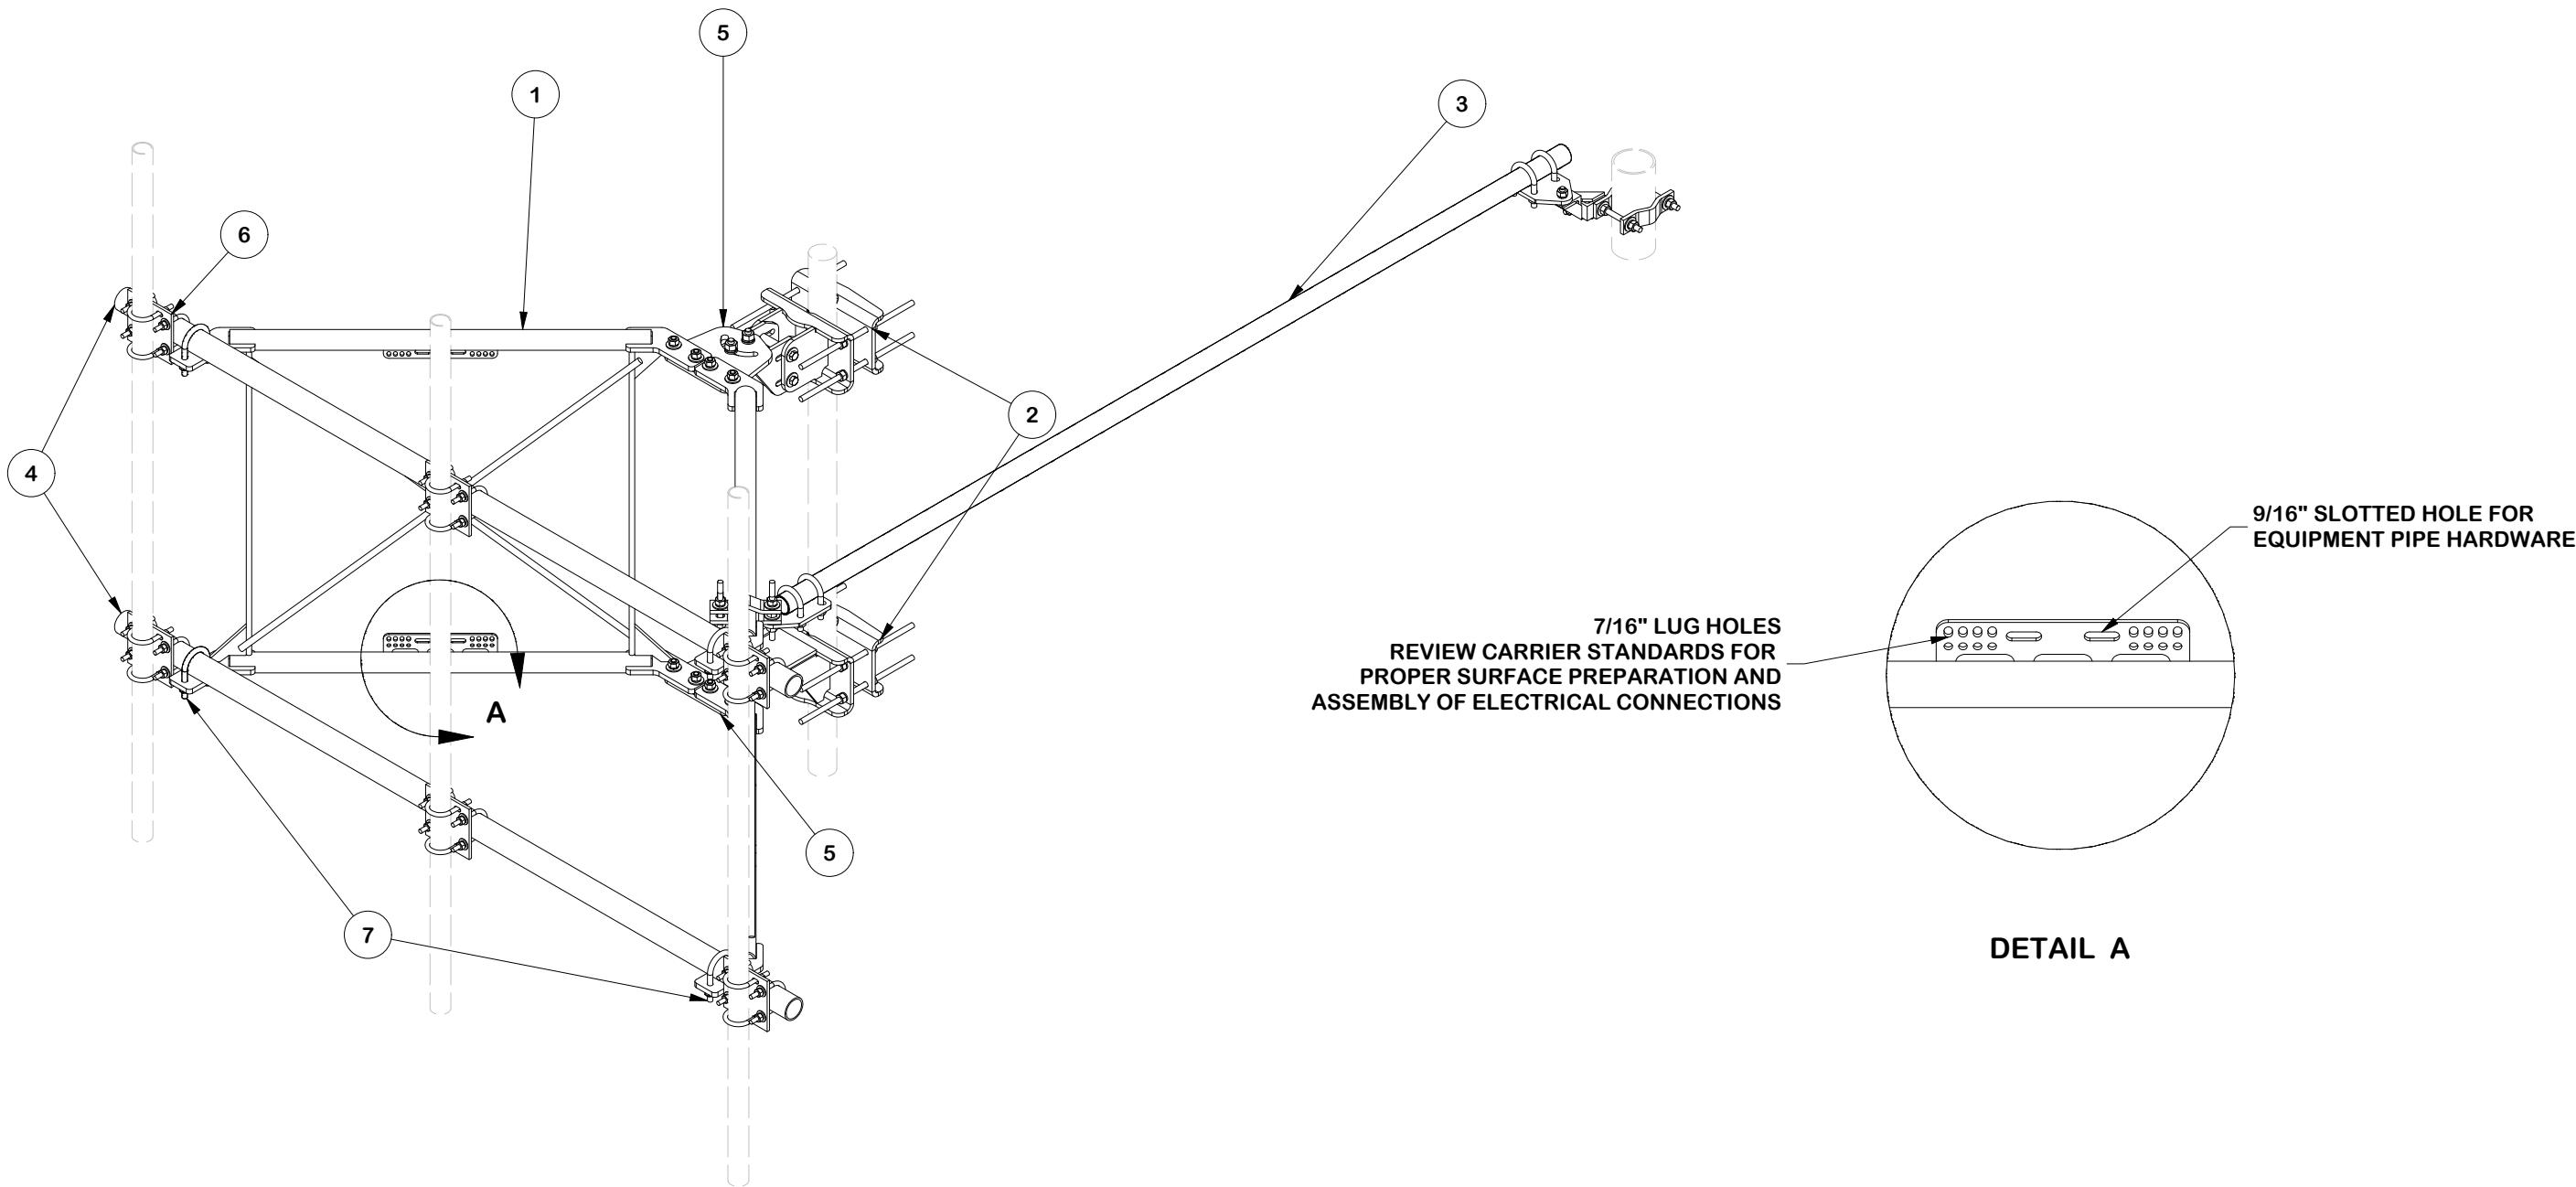 5
1
3
6
2
4
9/16" SLOTTED HOLE FOR
EQUIPMENT PIPE HARDWARE
7/16" LUG HOLES
REVIEW CARRIER STANDARDS FOR
PROPER SURFACE PREPARATION AND
ASSEMBLY OF ELECTRICAL CONNECTIONS
A
5
7
DETAIL A